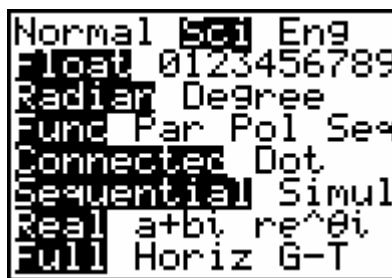 Normal Sci Eng
Float 0123456789
Radian Degree
Func Par Pol Seq
Connected Dot
Sequential Simul
Real a+bi re^θi
Full Horiz G-T